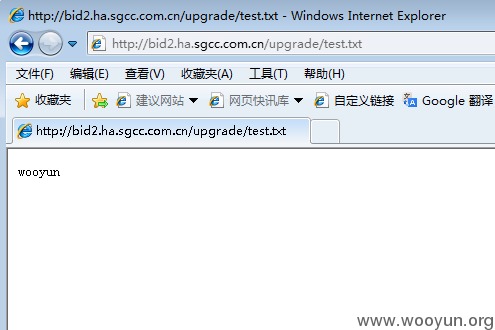 http://bid2.ha.sgcc.com.cn/upgrade/test.txt - Windows Internet Explorer
http://bid2.ha.sgcc.com.cn/upgrade/test.txt
文件(F) 编辑(E) 查看(V) 收藏夹(A) 工具(T) 帮助(H)
收藏夹 建议网站 网页快讯库 自定义链接 Google 翻译
http://bid2.ha.sgcc.com.cn/upgrade/test.txt
wooyun
www.wooyun.org